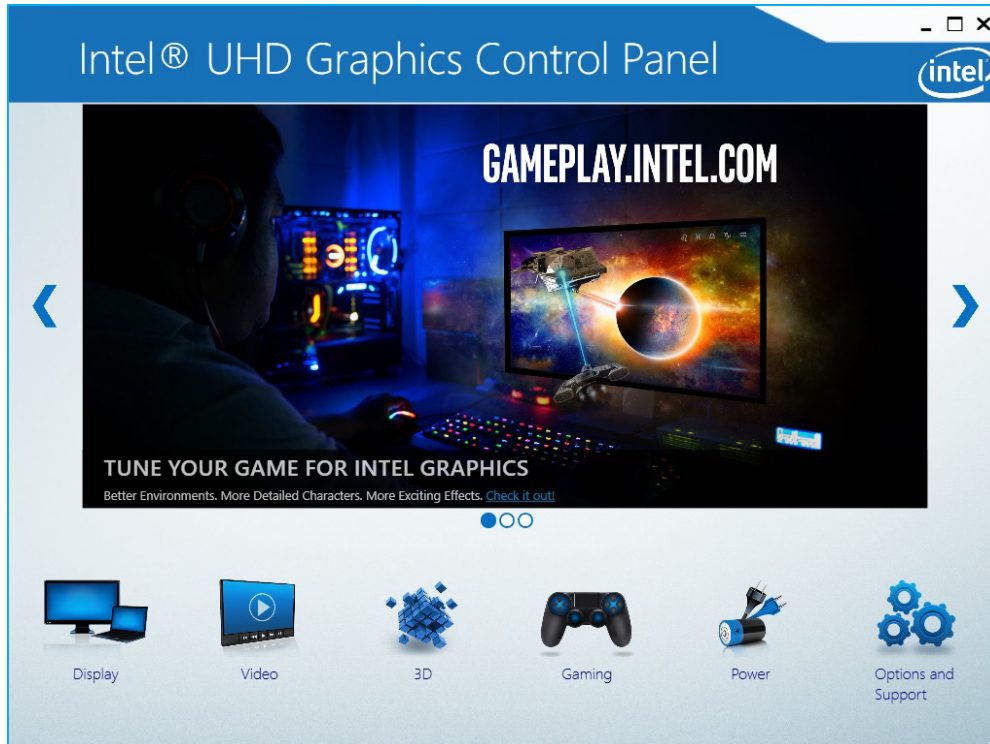 Intel® UHD Graphics Control Panel
intel
GAMEPLAY.INTEL.COM
TUNE YOUR GAME FOR INTEL GRAPHICS
Better Environments. More Detailed Characters. More Exciting Effects. Check it out!
Display
Video
3D
Gaming
Power
Options and
Support